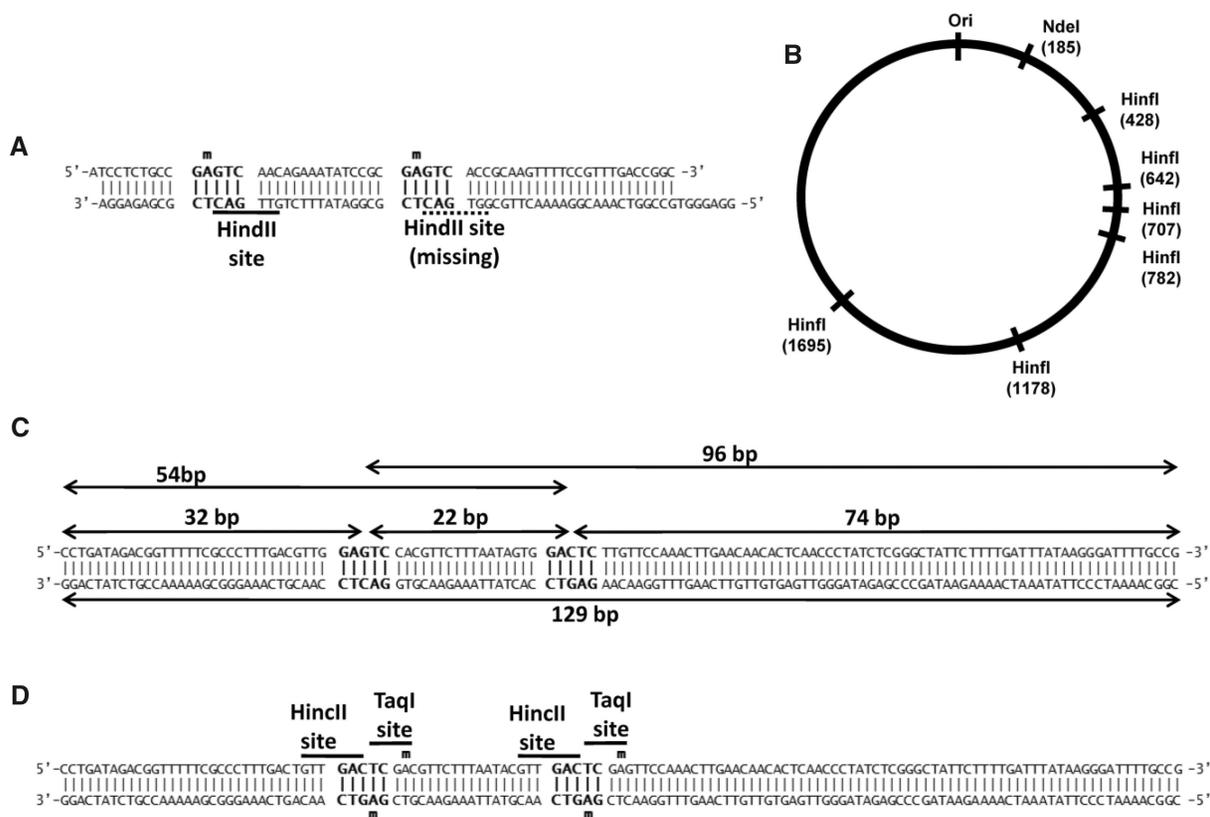 A
m m
5'-ATCCTCTGCC GAGTC AACAGAAATATCCGC GAGTC ACCGCAAGTTTTCCGTTTGACCGGC -3'
3'-AGGAGAGCG CTCAG TTGTCTTTATAGGCG CTCAG TGGCGTTCAAAAGGCAAACTGGCCGTGGGAGG -5'
HindII
site
HindII site
(missing)
B
Ori
NdeI
(185)
HinfI
(428)
HinfI
(642)
HinfI
(707)
HinfI
(782)
HinfI
(1178)
HinfI
(1695)
C
96 bp
54bp
32 bp 22 bp 74 bp
5'-CCTGATAGACGGTTTTTCGCCCTTTGACGTTG GAGTC CACGTTCTTTAATAGTG GACTC TTGTTCCAAACTTGAACAACACTCAACCCTATCTCGGGCTATTCTTTTGATTTATAAGGGATTTTGCCG -3'
3'-GGACTATCTGCCAAAAAGCGGGAAACTGCAAC CTCAG GTGCAAGAAATTATCAC CTGAG AACAAGGTTTGAACTTGTTGTGAGTTGGGATAGAGCCCGATAAGAAAACTAAATATTCCCTAAAACGGC -5'
129 bp
D
HincII
site
TaqI
site
HincII
site
TaqI
site
m m
5'-CCTGATAGACGGTTTTTCGCCCTTTGACTGTT GACTC GACGTTCTTTAATACGTT GACTC GAGTTCCAAACTTGAACAACACTCAACCCTATCTCGGGCTATTCTTTTGATTTATAAGGGATTTTGCCG -3'
3'-GGACTATCTGCCAAAAAGCGGGAAACTGACAA CTGAG CTGCAAGAAATTATGCAA CTGAG CTCAAGGTTTGAACTTGTTGTGAGTTGGGATAGAGCCCGATAAGAAAACTAAATATTCCCTAAAACGGC -5'
m m